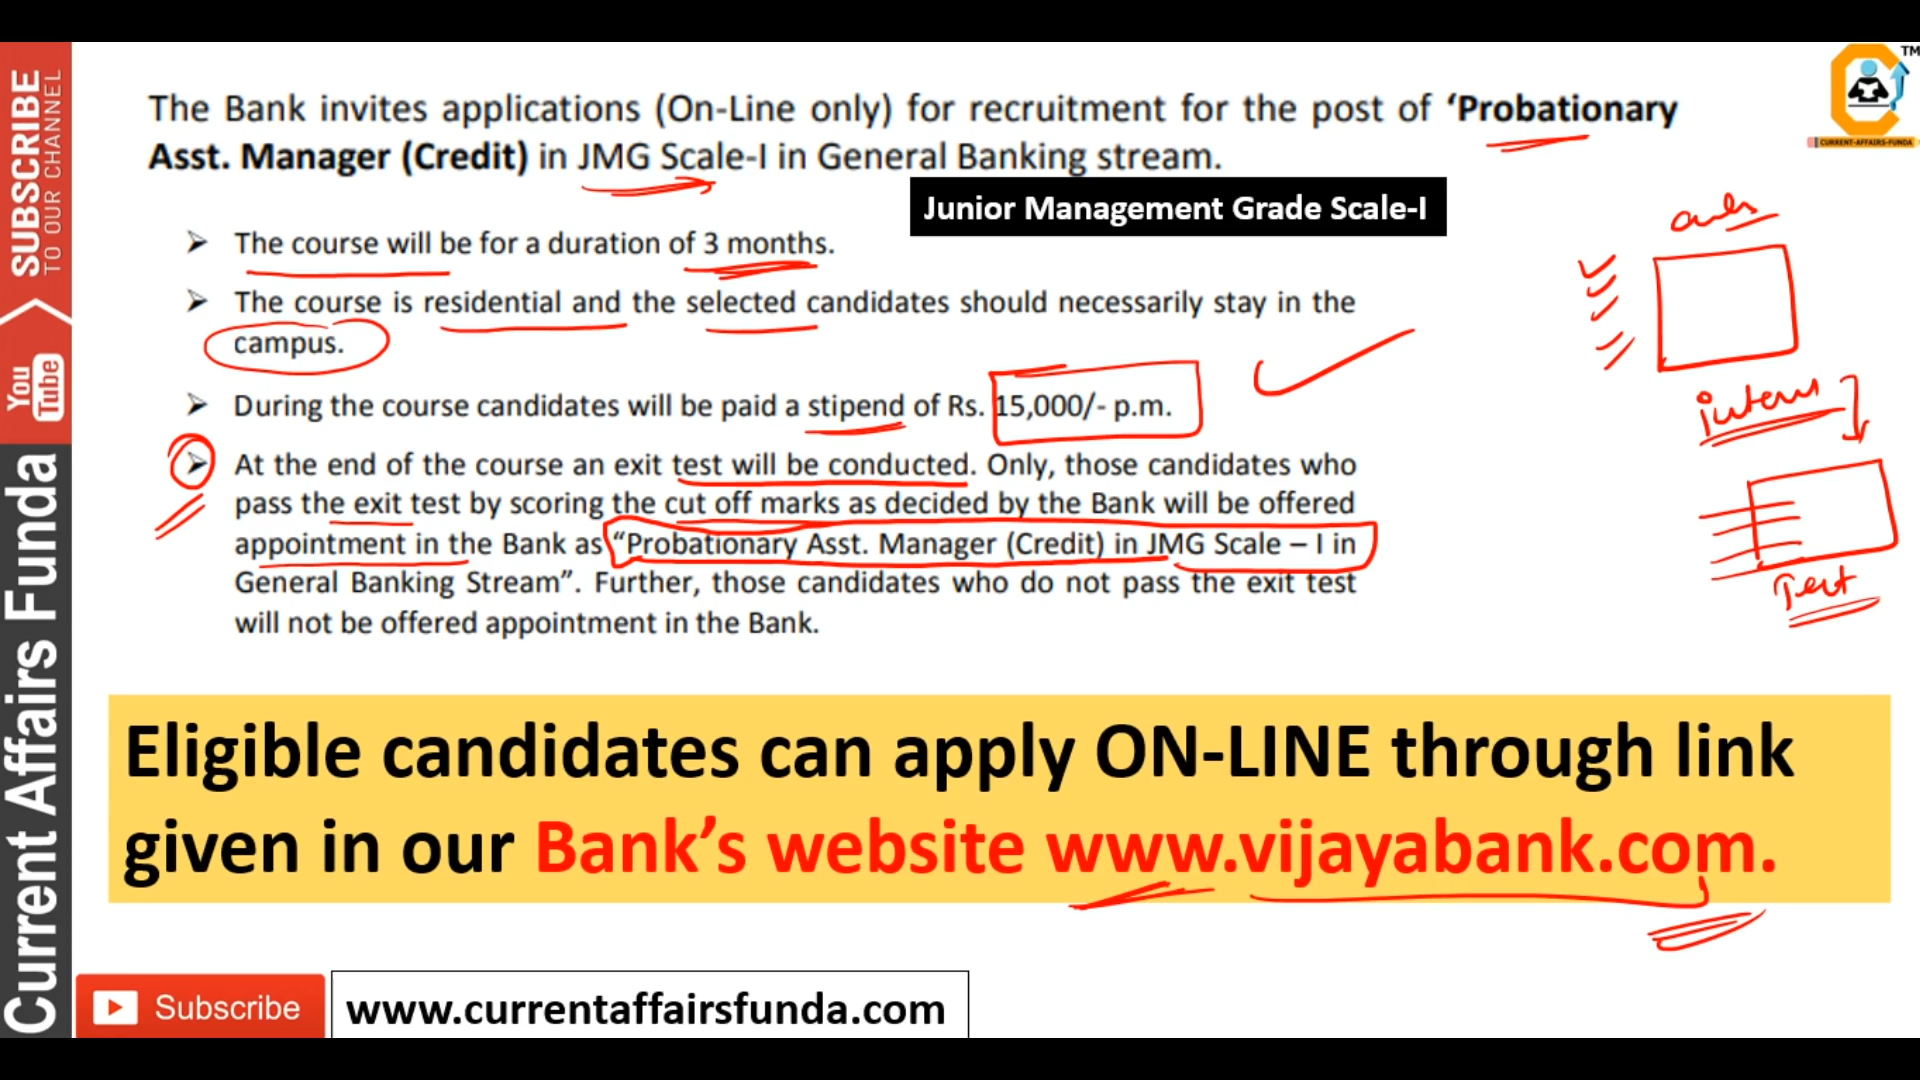 SUBSCRIBE
TO OUR CHANNEL
You
Tube
Current Affairs Funda
TM
CURRENT-AFFAIRS-FUNDA
The Bank invites applications (On-Line only) for recruitment for the post of ‘Probationary
Asst. Manager (Credit) in JMG Scale-I in General Banking stream.
Junior Management Grade Scale-I
➤ The course will be for a duration of 3 months.
➤ The course is residential and the selected candidates should necessarily stay in the
campus.
➤ During the course candidates will be paid a stipend of Rs. 15,000/- p.m.
➤ At the end of the course an exit test will be conducted. Only, those candidates who
pass the exit test by scoring the cut off marks as decided by the Bank will be offered
appointment in the Bank as “Probationary Asst. Manager (Credit) in JMG Scale – I in
General Banking Stream”. Further, those candidates who do not pass the exit test
will not be offered appointment in the Bank.
Test
Eligible candidates can apply ON-LINE through link
given in our Bank’s website www.vijayabank.com.
Subscribe
www.currentaffairsfunda.com